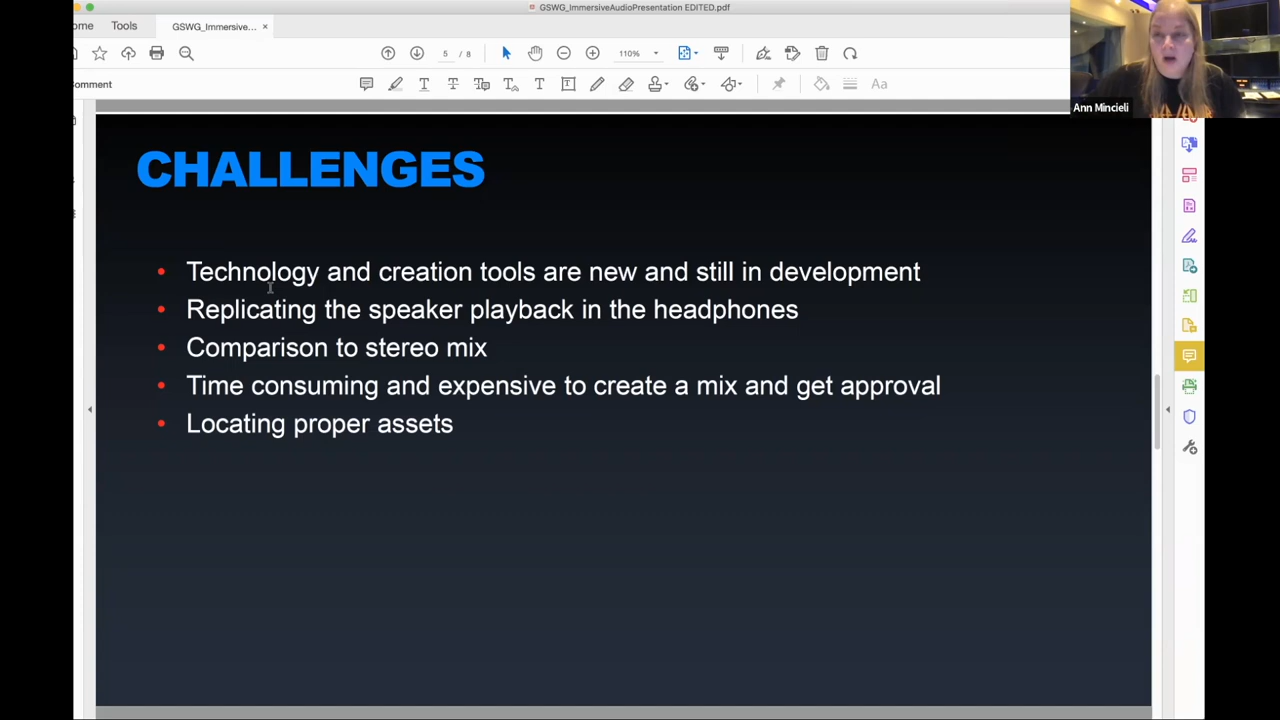 GSWG_ImmersiveAudioPresentation EDITED.pdf
ome
Tools
GSWG_Immersive...
×
5 / 8
110%
omment
Aa
Ann Mincieli
CHALLENGES
• Technology and creation tools are new and still in development
• Replicating the speaker playback in the headphones
• Comparison to stereo mix
• Time consuming and expensive to create a mix and get approval
• Locating proper assets